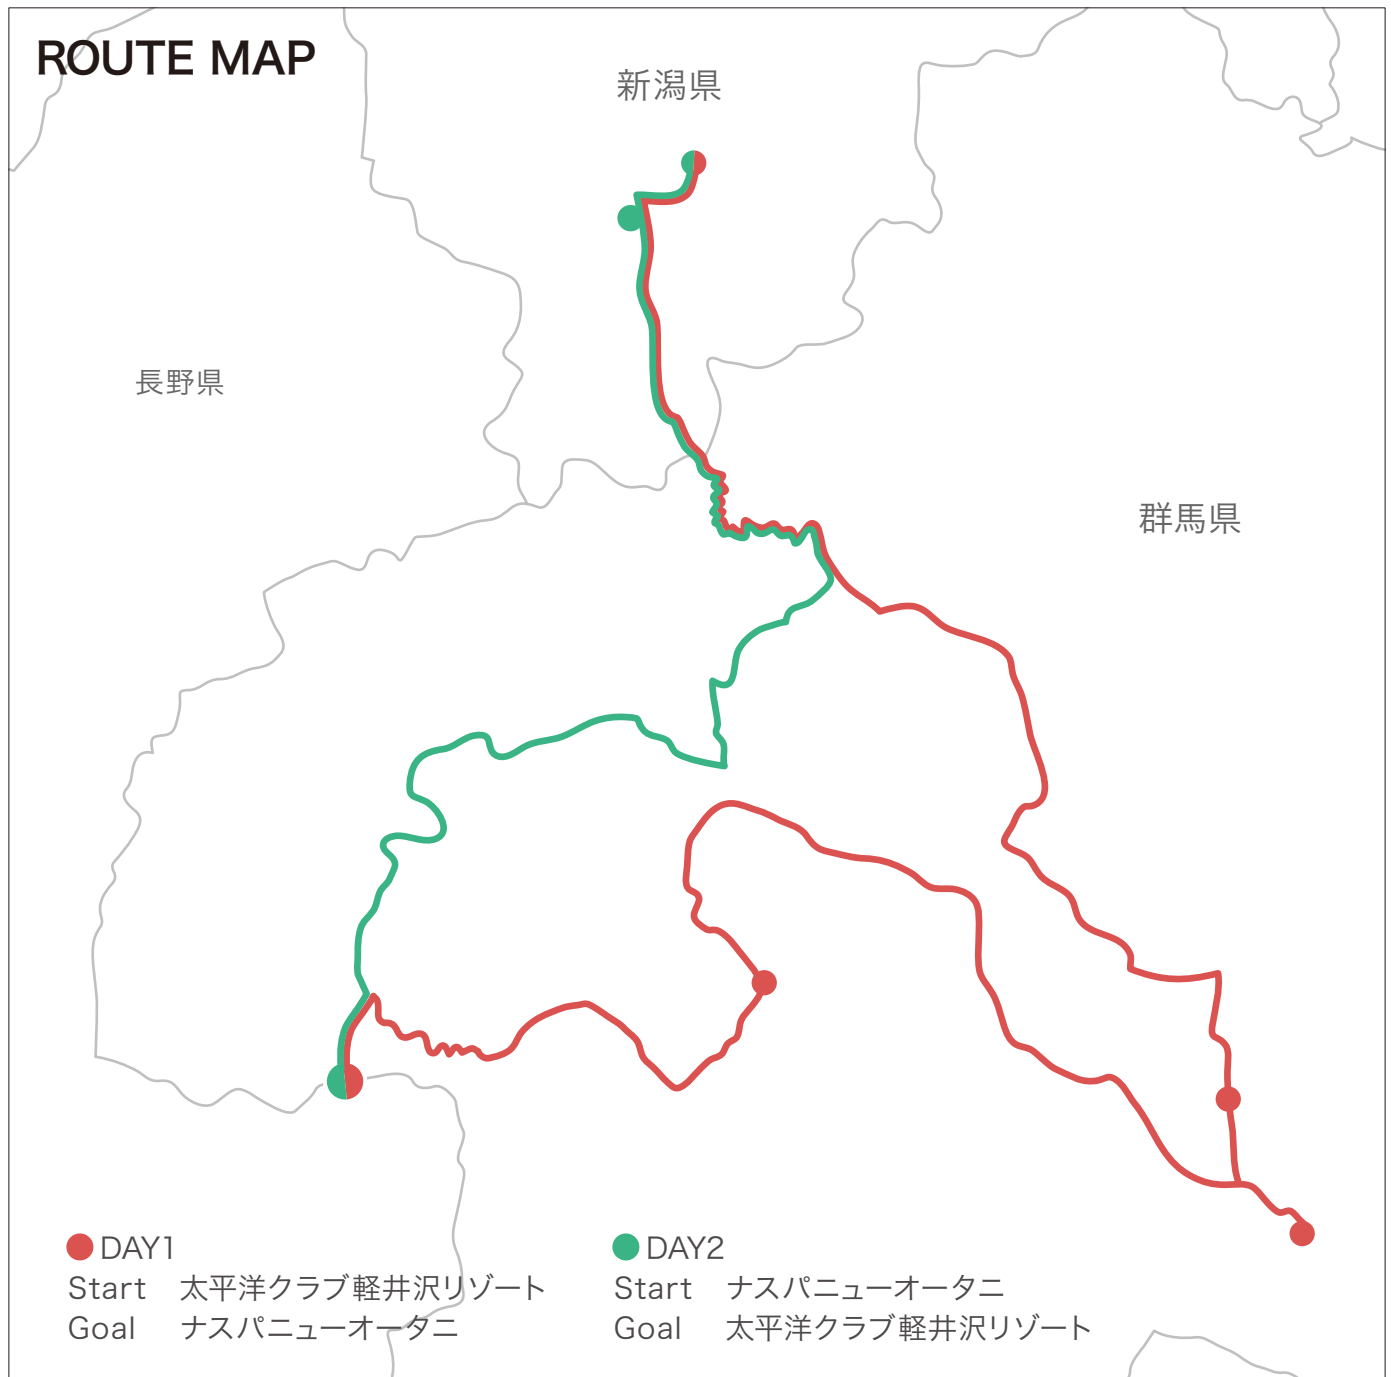 ROUTE MAP
新潟県
長野県
群馬県
DAY1
Start 太平洋クラブ軽井沢リゾート
Goal ナスパニューオータニ
DAY2
Start ナスパニューオータニ
Goal 太平洋クラブ軽井沢リゾート